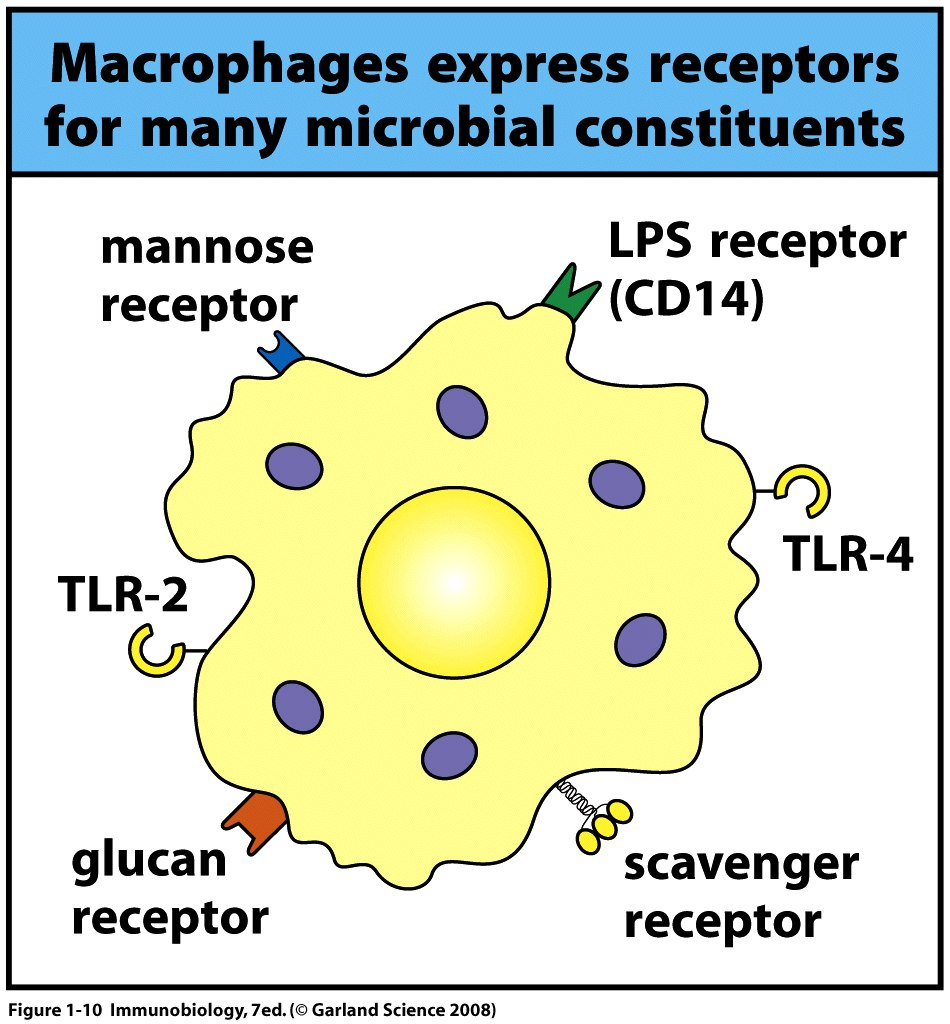 Macrophages express receptors
for many microbial constituents
mannose
receptor
LPS receptor
(CD14)
TLR-4
TLR-2
glucan
receptor
scavenger
receptor
Figure 1-10 Immunobiology, 7ed. (© Garland Science 2008)